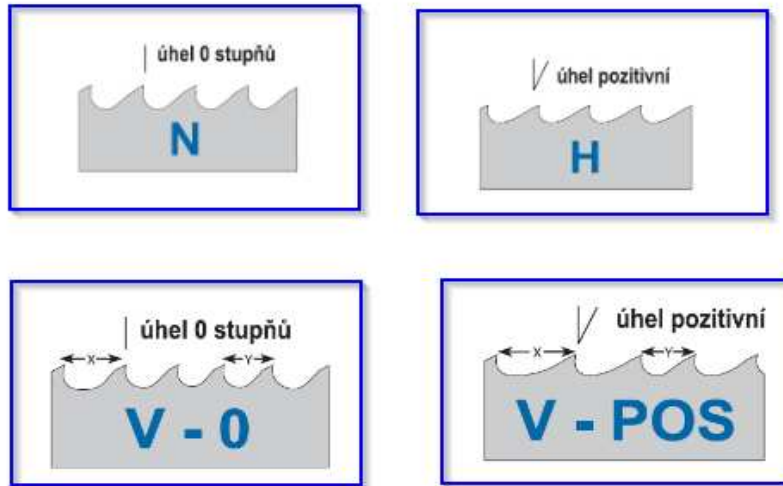 úhel 0 stupňů
N
úhel pozitivní
H
úhel 0 stupňů
X
Y
V - 0
úhel pozitivní
X
Y
V - POS